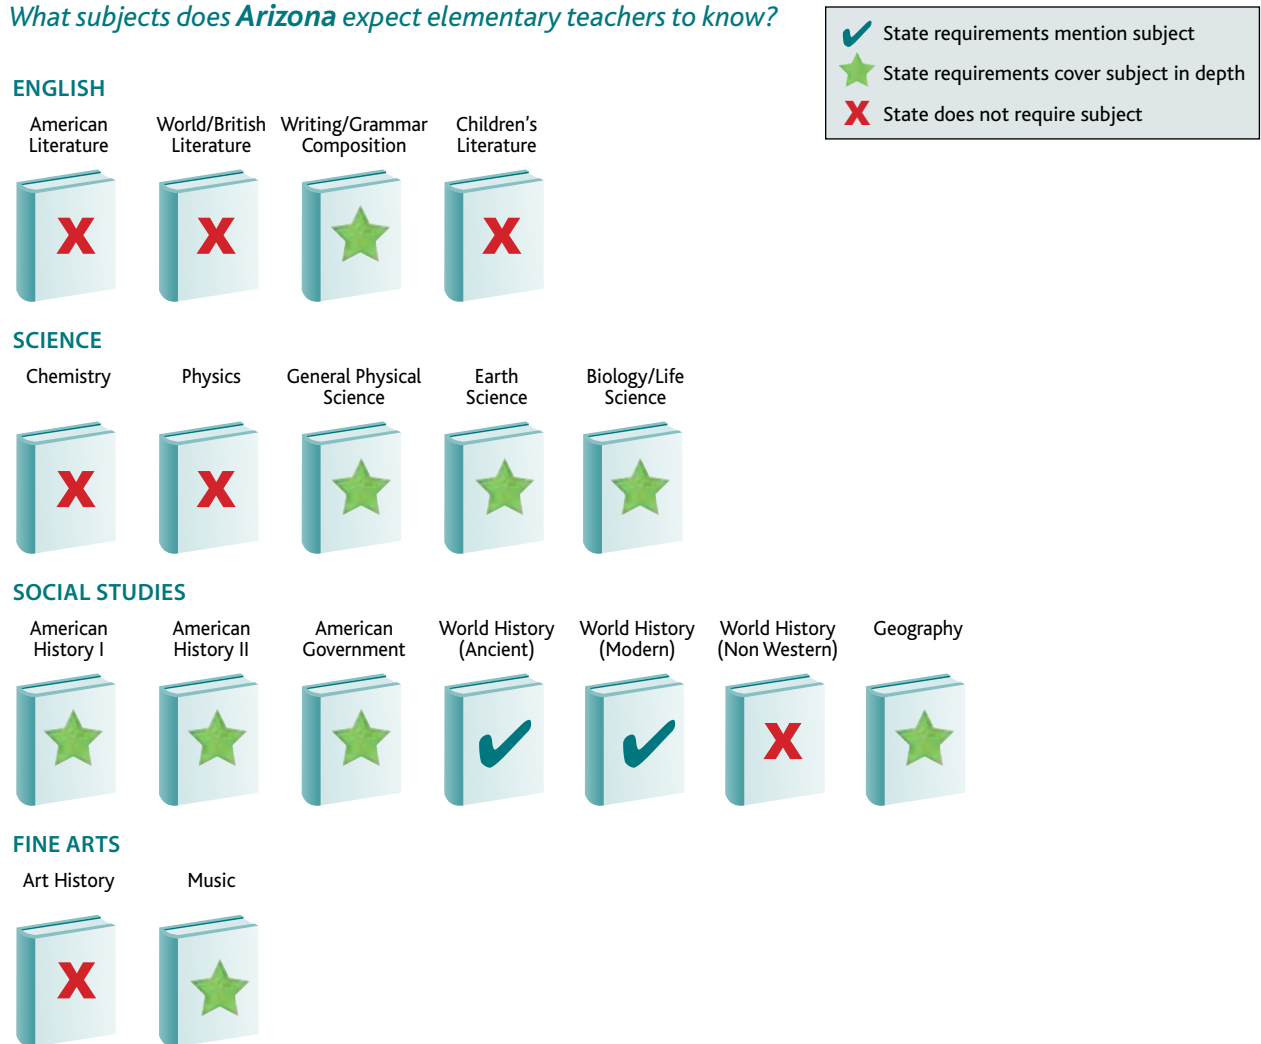 What subjects does Arizona expect elementary teachers to know?
State requirements mention subject
State requirements cover subject in depth
X State does not require subject
ENGLISH
American
Literature
World/British
Literature
Writing/Grammar
Composition
Children's
Literature
X
X
X
SCIENCE
Chemistry
Physics
General Physical
Science
Earth
Science
Biology/Life
Science
X
X
SOCIAL STUDIES
American
History I
American
History II
American
Government
World History
(Ancient)
World History
(Modern)
World History
(Non Western)
Geography
X
FINE ARTS
Art History
Music
X